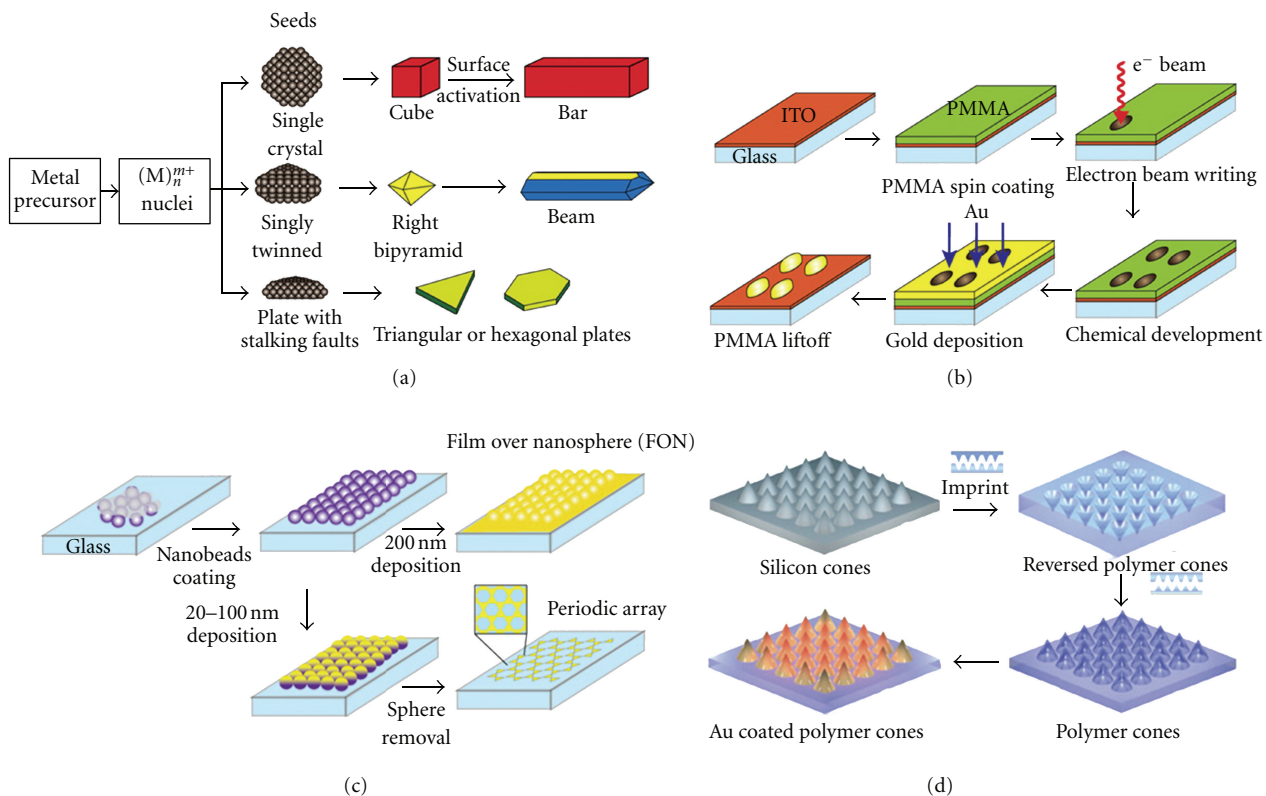 Seeds
Single
crystal
Cube
Surface
activation
Bar
Metal
precursor
(M)ₙᵐ⁺
nuclei
Singly
twinned
Right
bipyramid
Beam
Plate with
stalking faults
Triangular or hexagonal plates
(a)
ITO
Glass
PMMA
PMMA spin coating
e⁻ beam
Electron beam writing
Au
PMMA liftoff
Gold deposition
Chemical development
(b)
Film over nanosphere (FON)
Glass
Nanobeads
coating
200 nm
deposition
20–100 nm
deposition
Periodic array
Sphere
removal
(c)
Silicon cones
Imprint
Reversed polymer cones
Au coated polymer cones
Polymer cones
(d)